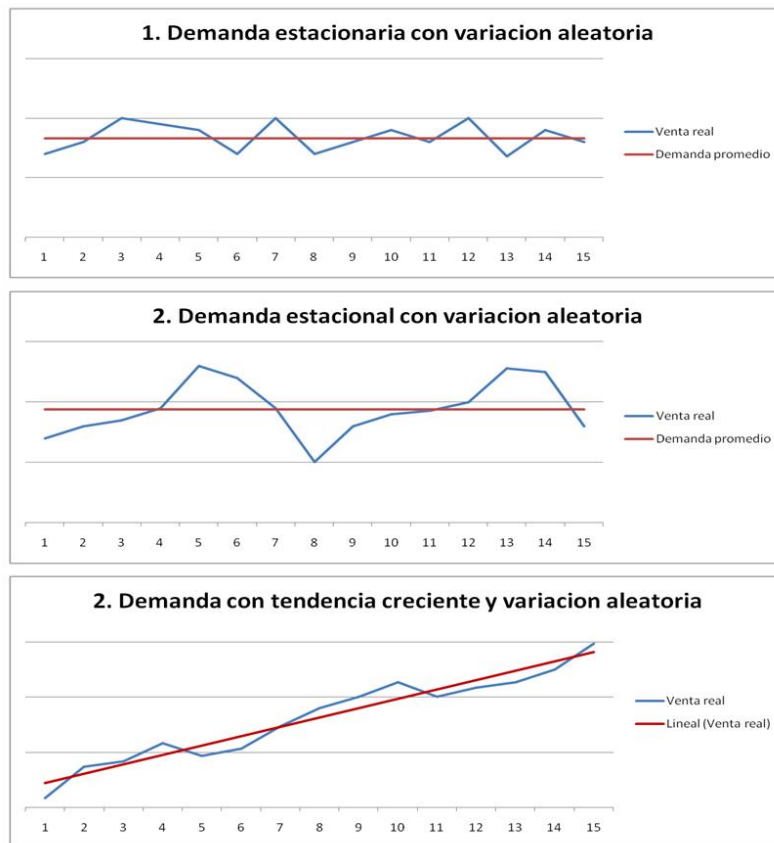 1. Demanda estacionaria con variacion aleatoria
Venta real
Demanda promedio
1 2 3 4 5 6 7 8 9 10 11 12 13 14 15
2. Demanda estacional con variacion aleatoria
Venta real
Demanda promedio
1 2 3 4 5 6 7 8 9 10 11 12 13 14 15
2. Demanda con tendencia creciente y variacion aleatoria
Venta real
Lineal (Venta real)
1 2 3 4 5 6 7 8 9 10 11 12 13 14 15